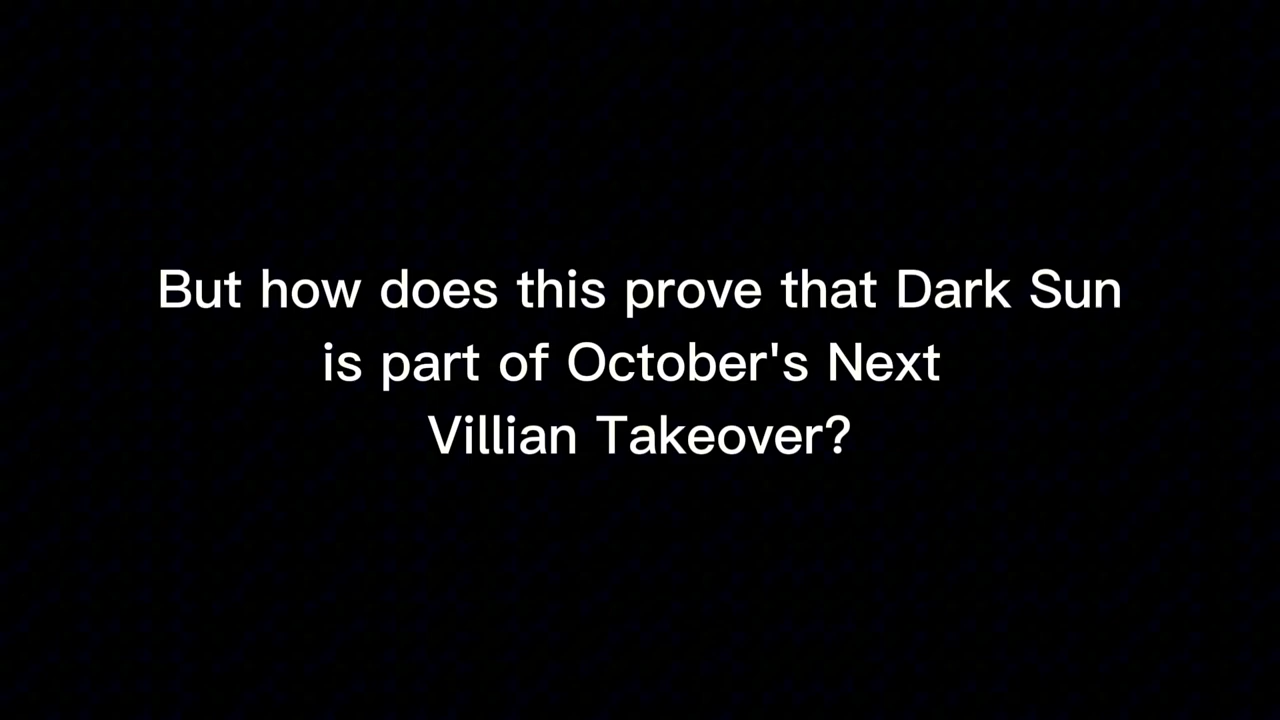 But how does this prove that Dark Sun
is part of October's Next
Villian Takeover?